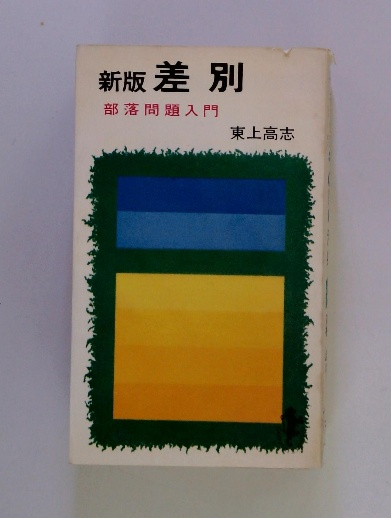 新版 差別
部落問題入門
東上高志